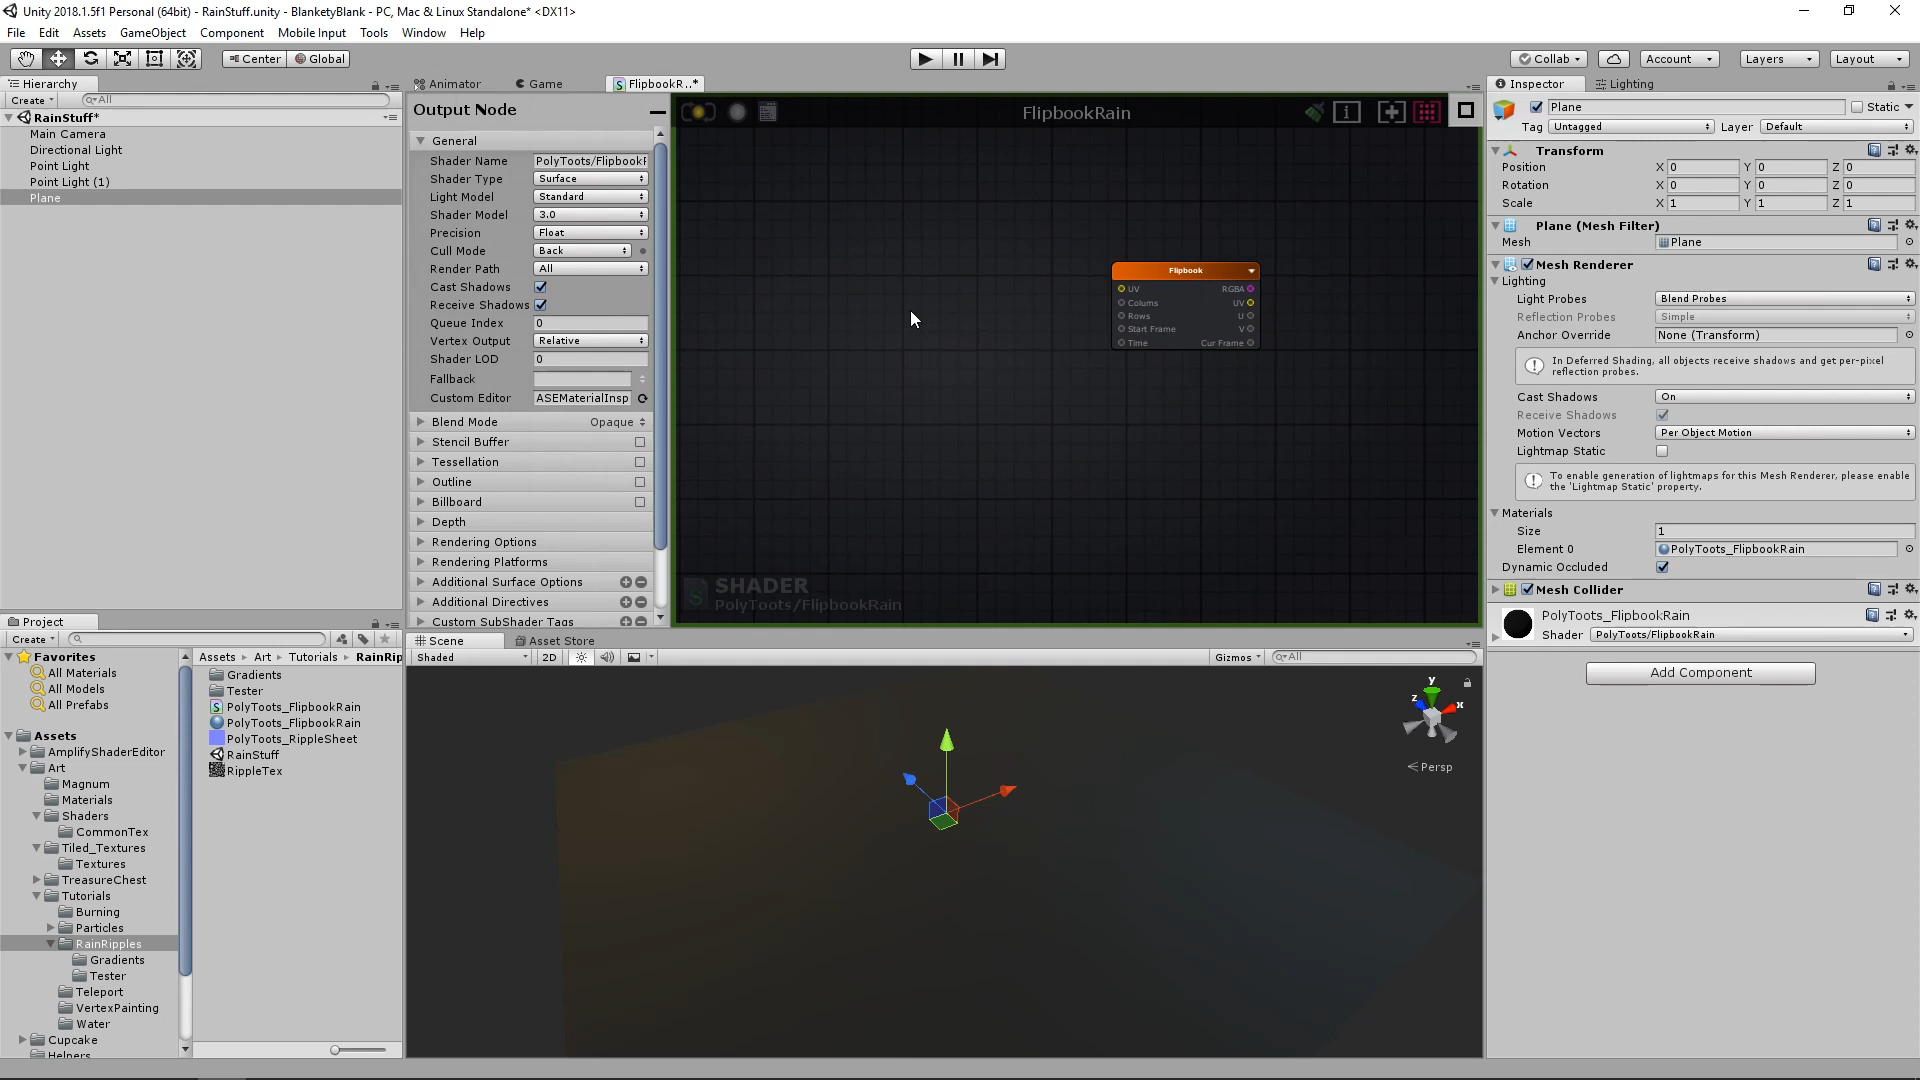 Unity 2018.1.5f1 Personal (64bit) - RainStuff.unity - BlanketyBlank - PC, Mac & Linux Standalone* <DX11>
File Edit Assets GameObject Component Mobile Input Tools Window Help
Center Global
Collab Account Layers Layout
Hierarchy
Create All
RainStuff*
Main Camera
Directional Light
Point Light
Point Light (1)
Plane
Animator Game FlipbookR..*
Output Node
General
Shader Name PolyToots/FlipbookF
Shader Type Surface
Light Model Standard
Shader Model 3.0
Precision Float
Cull Mode Back
Render Path All
Cast Shadows
Receive Shadows
Queue Index 0
Vertex Output Relative
Shader LOD 0
Fallback
Custom Editor ASEMaterialInsp
Blend Mode Opaque
Stencil Buffer
Tessellation
Outline
Billboard
Depth
Rendering Options
Rendering Platforms
Additional Surface Options
Additional Directives
Custom SubShader Tags
FlipbookRain
Flipbook
UV RGBA
Colums UV
Rows U
Start Frame V
Time Cur Frame
SHADER
PolyToots/FlipbookRain
Scene Asset Store
Shaded 2D Gizmos All
y
z
x
Persp
Inspector Lighting
Plane Static
Tag Untagged Layer Default
Transform
Position X 0 Y 0 Z 0
Rotation X 0 Y 0 Z 0
Scale X 1 Y 1 Z 1
Plane (Mesh Filter)
Mesh Plane
Mesh Renderer
Lighting
Light Probes Blend Probes
Reflection Probes Simple
Anchor Override None (Transform)
In Deferred Shading, all objects receive shadows and get per-pixel
reflection probes.
Cast Shadows On
Receive Shadows
Motion Vectors Per Object Motion
Lightmap Static
To enable generation of lightmaps for this Mesh Renderer, please enable
the 'Lightmap Static' property.
Materials
Size 1
Element 0 PolyToots_FlipbookRain
Dynamic Occluded
Mesh Collider
PolyToots_FlipbookRain
Shader PolyToots/FlipbookRain
Add Component
Project
Create
Favorites
All Materials
All Models
All Prefabs
Assets
AmplifyShaderEditor
Art
Magnum
Materials
Shaders
CommonTex
Tiled_Textures
Textures
TreasureChest
Tutorials
Burning
Particles
RainRipples
Gradients
Tester
Teleport
VertexPainting
Water
Cupcake
Helpers
Assets Art Tutorials RainRip
Gradients
Tester
PolyToots_FlipbookRain
PolyToots_FlipbookRain
PolyToots_RippleSheet
RainStuff
RippleTex